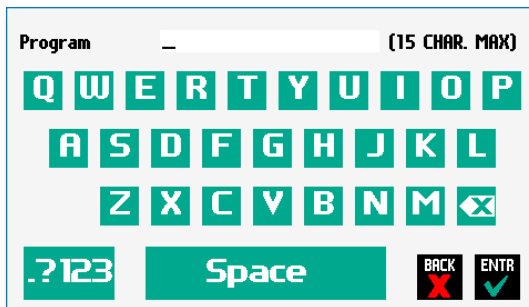 Program _ (15 CHAR. MAX)
Q W E R T Y U I O P
A S D F G H J K L
Z X C V B N M X
.?123 Space BACK X ENTR ✓